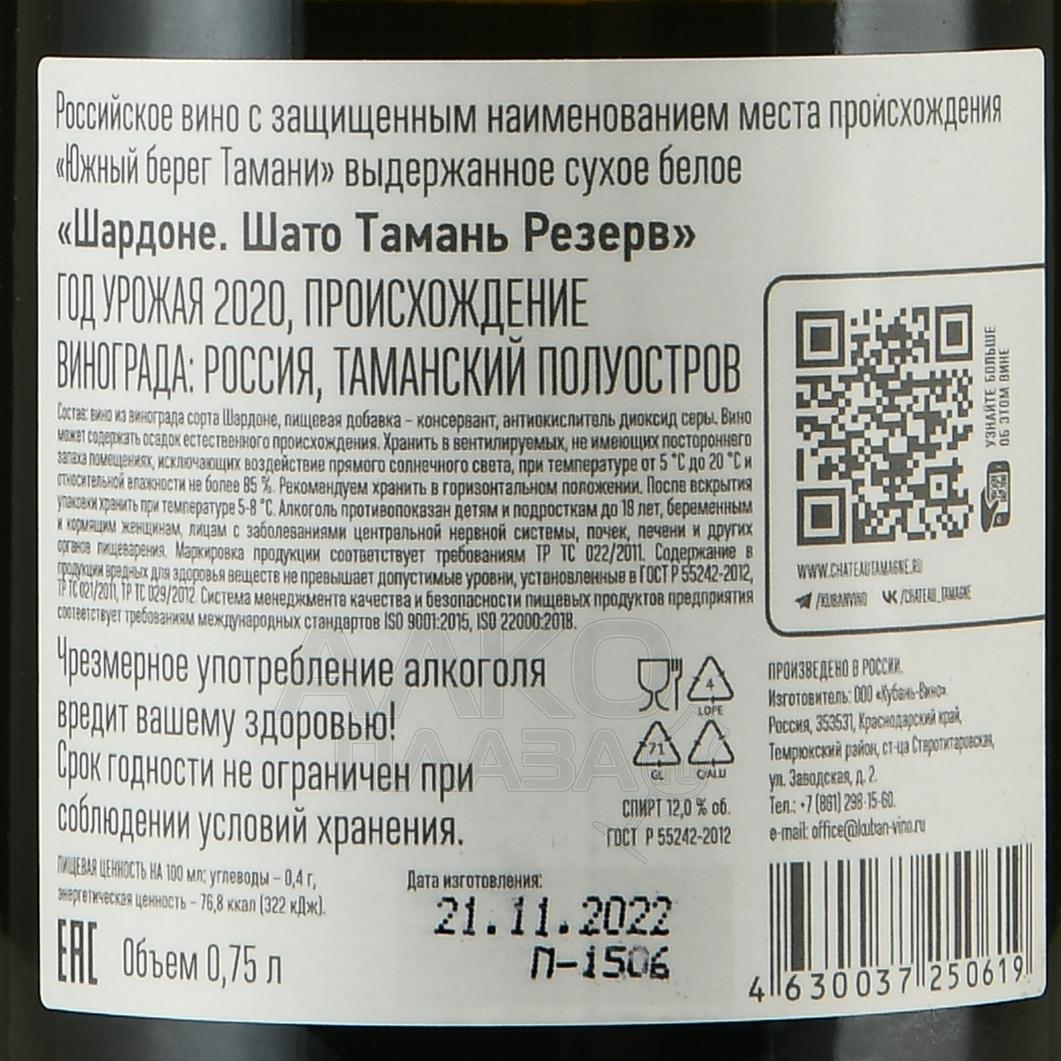 Российское вино с защищенным наименованием места происхождения
«Южный берег Тамани» выдержанное сухое белое
«Шардоне. Шато Тамань Резерв»
ГОД УРОЖАЯ 2020, ПРОИСХОЖДЕНИЕ
ВИНОГРАДА: РОССИЯ, ТАМАНСКИЙ ПОЛУОСТРОВ
Состав: вино из винограда сорта Шардоне, пищевая добавка – консервант, антиокислитель диоксид серы. Вино
может содержать осадок естественного происхождения. Хранить в вентилируемых, не имеющих постороннего
запаха помещениях, исключающих воздействие прямого солнечного света, при температуре от 5 °С до 20 °С и
относительной влажности не более 85 %. Рекомендуем хранить в горизонтальном положении. После вскрытия
упаковки хранить при температуре 5-8 °С. Алкоголь противопоказан детям и подросткам до 18 лет, беременным
и кормящим женщинам, лицам с заболеваниями центральной нервной системы, почек, печени и других
органов пищеварения. Маркировка продукции соответствует требованиям ТР ТС 022/2011. Содержание в
продукции вредных для здоровья веществ не превышает допустимые уровни, установленные в ГОСТ Р 55242-2012,
ТР ТС 021/2011, ТР ТС 029/2012. Система менеджмента качества и безопасности пищевых продуктов предприятия
соответствует требованиям международных стандартов ISO 9001:2015, ISO 22000:2018.
УЗНАЙТЕ БОЛЬШЕ
ОБ ЭТОМ ВИНЕ
WWW.CHATEAUTAMAGNE.RU
/KUBANVINO /CHATEAU_TAMAGNE
Чрезмерное употребление алкоголя
вредит вашему здоровью!
Срок годности не ограничен при
соблюдении условий хранения.
4
LDPE
71
GL
C/ALU
СПИРТ 12,0 % об.
ГОСТ Р 55242-2012
ПРОИЗВЕДЕНО В РОССИИ.
Изготовитель: ООО «Кубань-Вино».
Россия, 353531, Краснодарский край,
Темрюкский район, ст-ца Старотитаровская,
ул. Заводская, д. 2.
Тел.: +7 (861) 298-15-60.
e-mail: office@kuban-vino.ru
ПИЩЕВАЯ ЦЕННОСТЬ НА 100 мл: углеводы – 0,4 г,
энергетическая ценность – 76,8 ккал (322 кДж).
EAC Объем 0,75 л
Дата изготовления:
21.11.2022
П-1506
4 630037 250619
АЛКО
ПЛАЗА